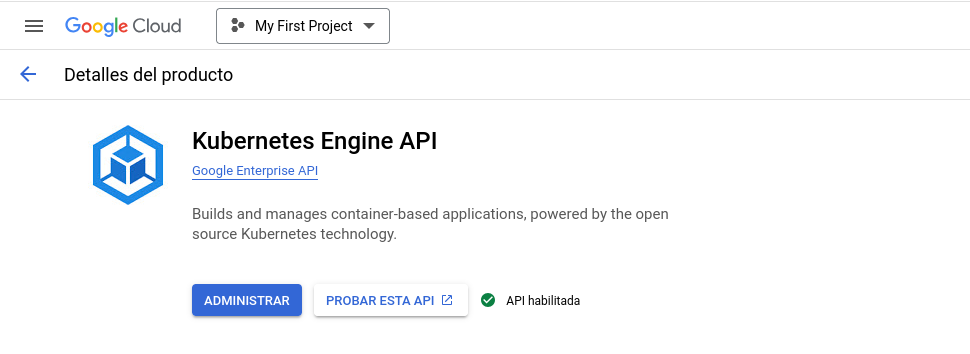 Google Cloud
My First Project
Detalles del producto
Kubernetes Engine API
Google Enterprise API
Builds and manages container-based applications, powered by the open
source Kubernetes technology.
ADMINISTRAR
PROBAR ESTA API
API habilitada